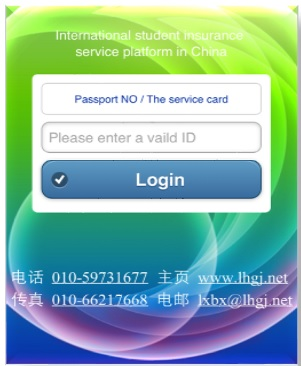 International student insurance
service platform in China
Passport NO / The service card
Please enter a vaild ID
Login
电话 010-59731677 主页 www.lhgj.net
传真 010-66217668 电邮 lxbx@lhgj.net